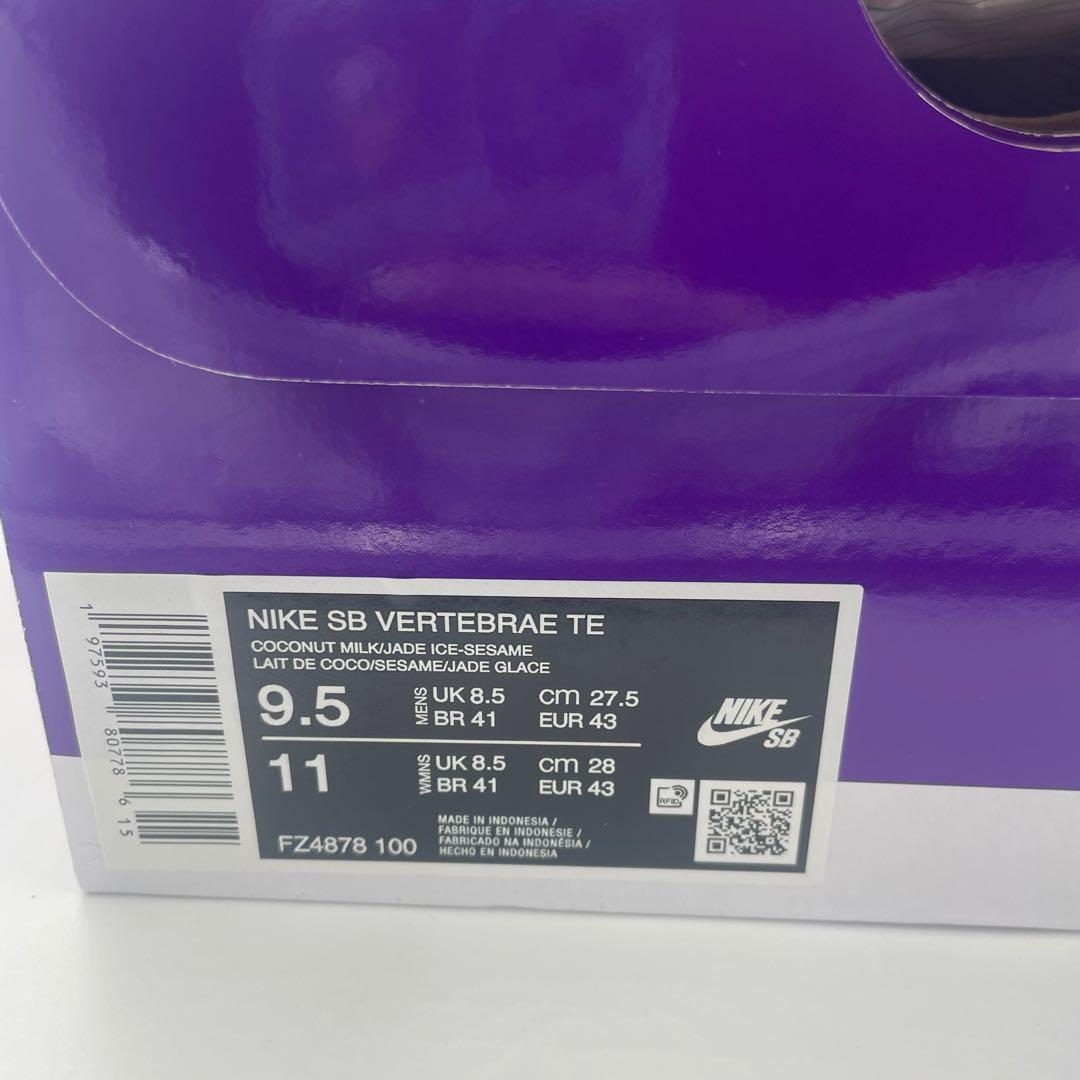 1 97593 80778 6 15
NIKE SB VERTEBRAE TE
COCONUT MILK/JADE ICE-SESAME
LAIT DE COCO/SESAME/JADE GLACE
9.5 MENS UK 8.5 cm 27.5
BR 41 EUR 43
11 WMNS UK 8.5 cm 28
BR 41 EUR 43
FZ4878 100
MADE IN INDONESIA /
FABRIQUE EN INDONESIE /
FABRICADO NA INDONÉSIA /
HECHO EN INDONESIA
RFID
NIKE
SB